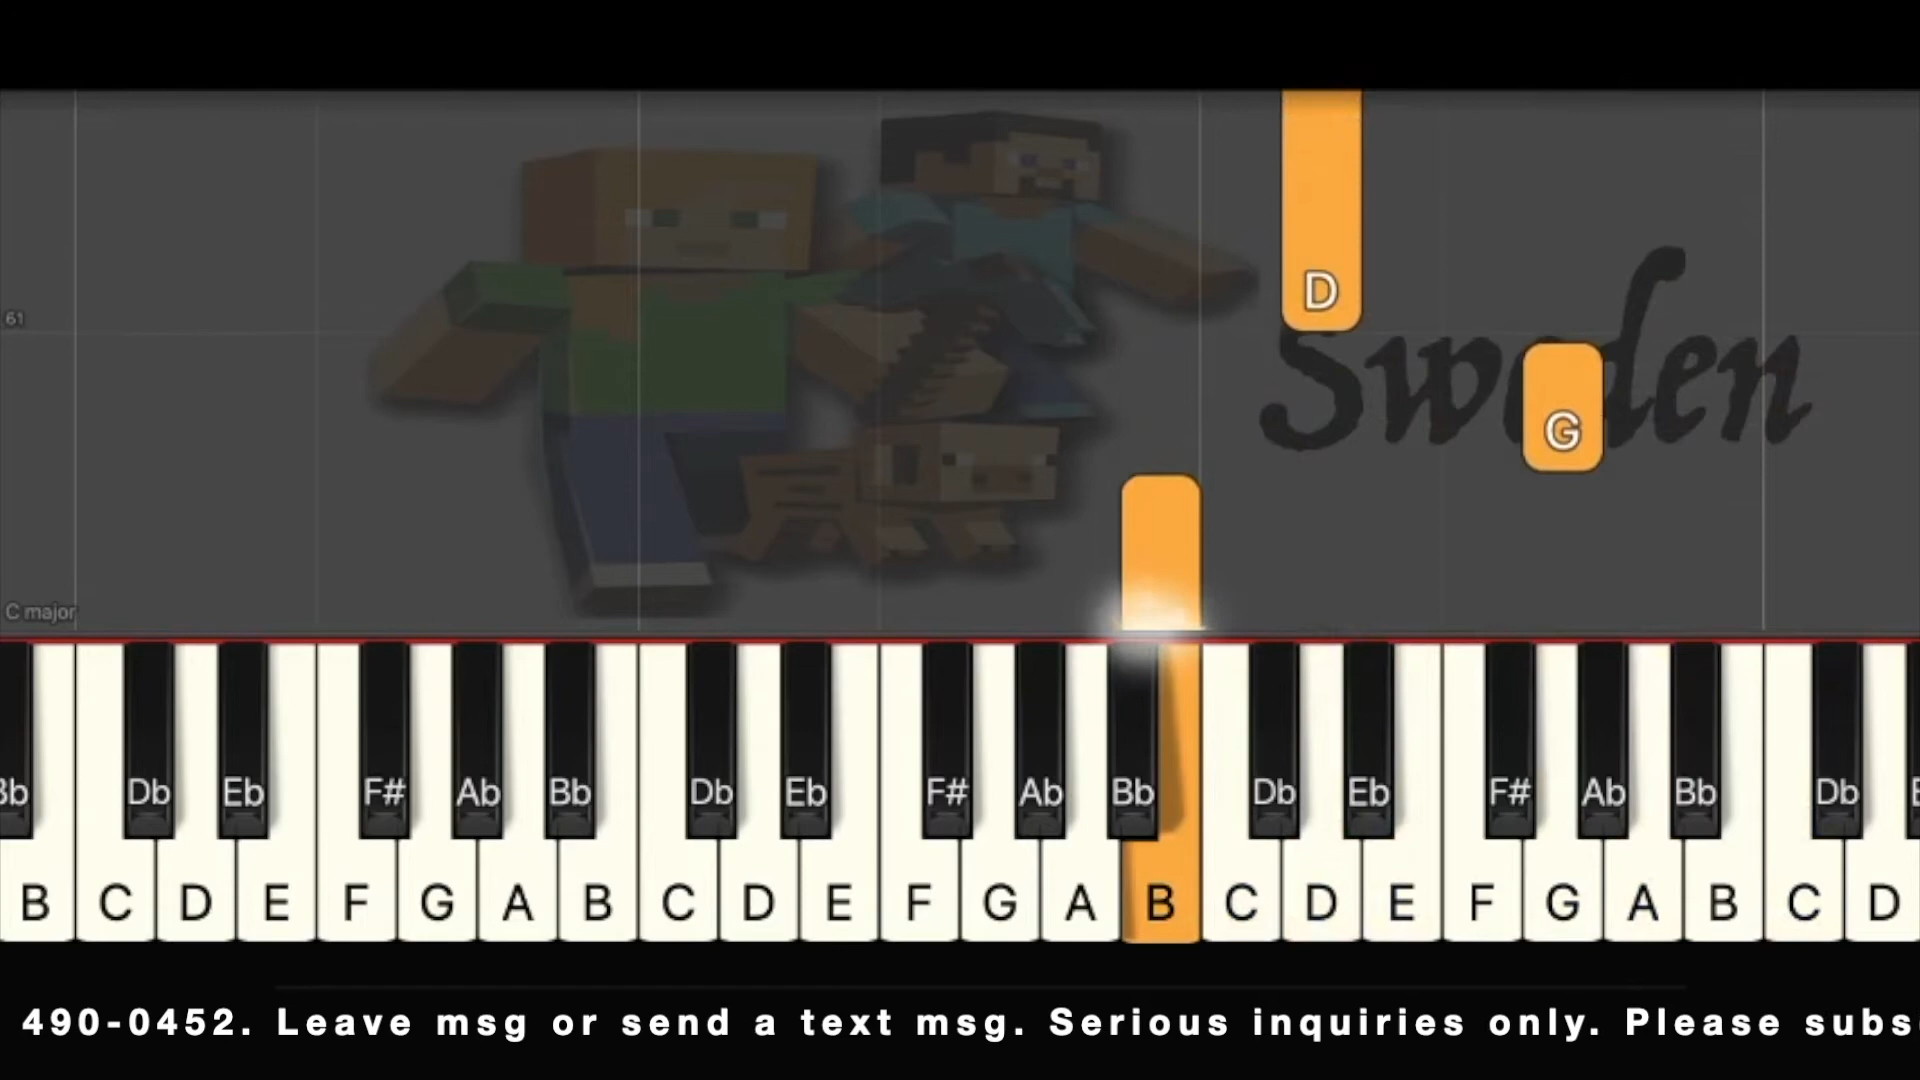 D
Sweden
G
61
C major
Bb Db Eb F# Ab Bb Db Eb F# Ab Bb Db Eb F# Ab Bb Db
B C D E F G A B C D E F G A B C D E F G A B C D
490-0452. Leave msg or send a text msg. Serious inquiries only. Please subs